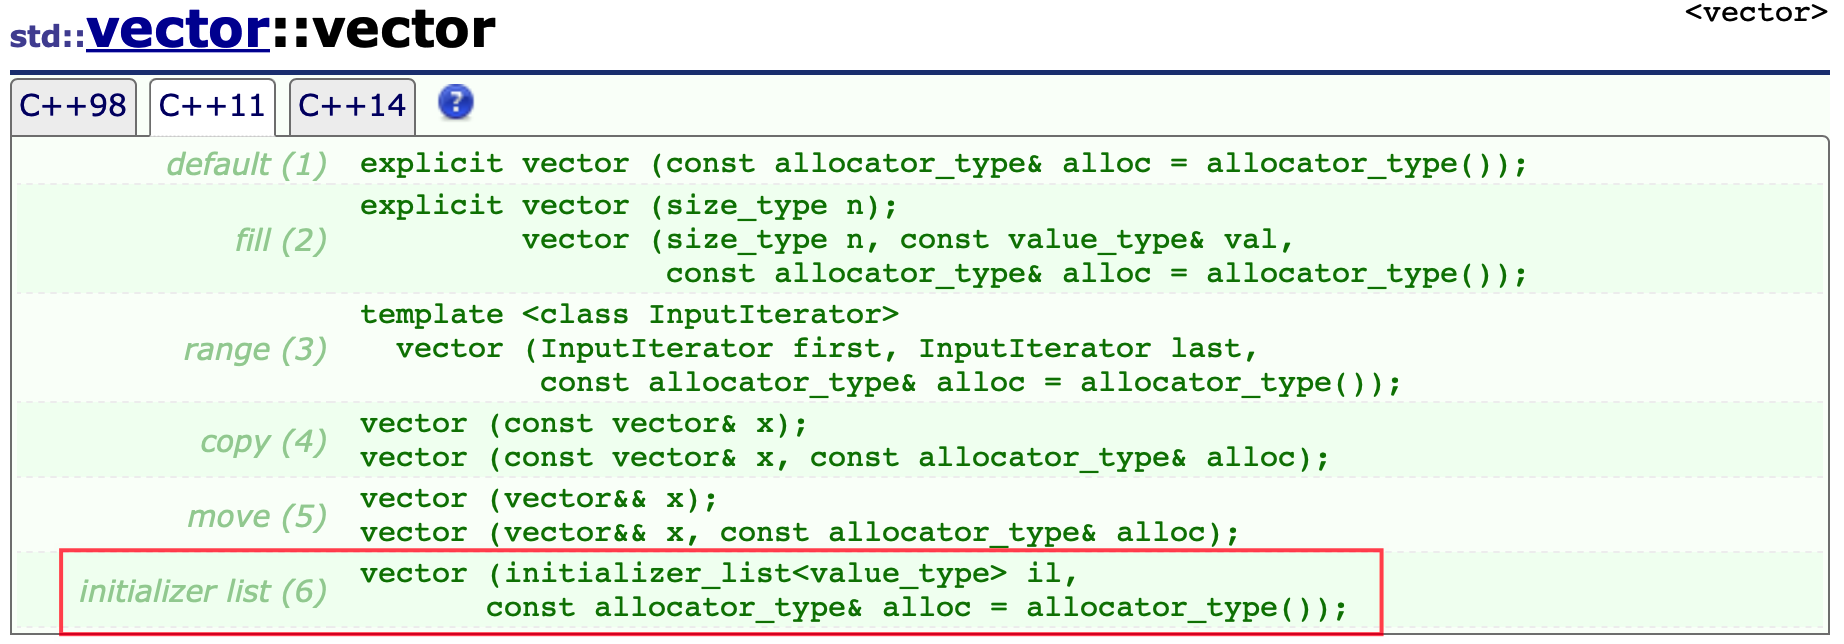 std::vector::vector
<vector>
C++98 C++11 C++14 ?
default (1) explicit vector (const allocator_type& alloc = allocator_type());
explicit vector (size_type n);
fill (2) vector (size_type n, const value_type& val,
const allocator_type& alloc = allocator_type());
template <class InputIterator>
range (3) vector (InputIterator first, InputIterator last,
const allocator_type& alloc = allocator_type());
copy (4) vector (const vector& x);
vector (const vector& x, const allocator_type& alloc);
move (5) vector (vector&& x);
vector (vector&& x, const allocator_type& alloc);
initializer list (6) vector (initializer_list<value_type> il,
const allocator_type& alloc = allocator_type());